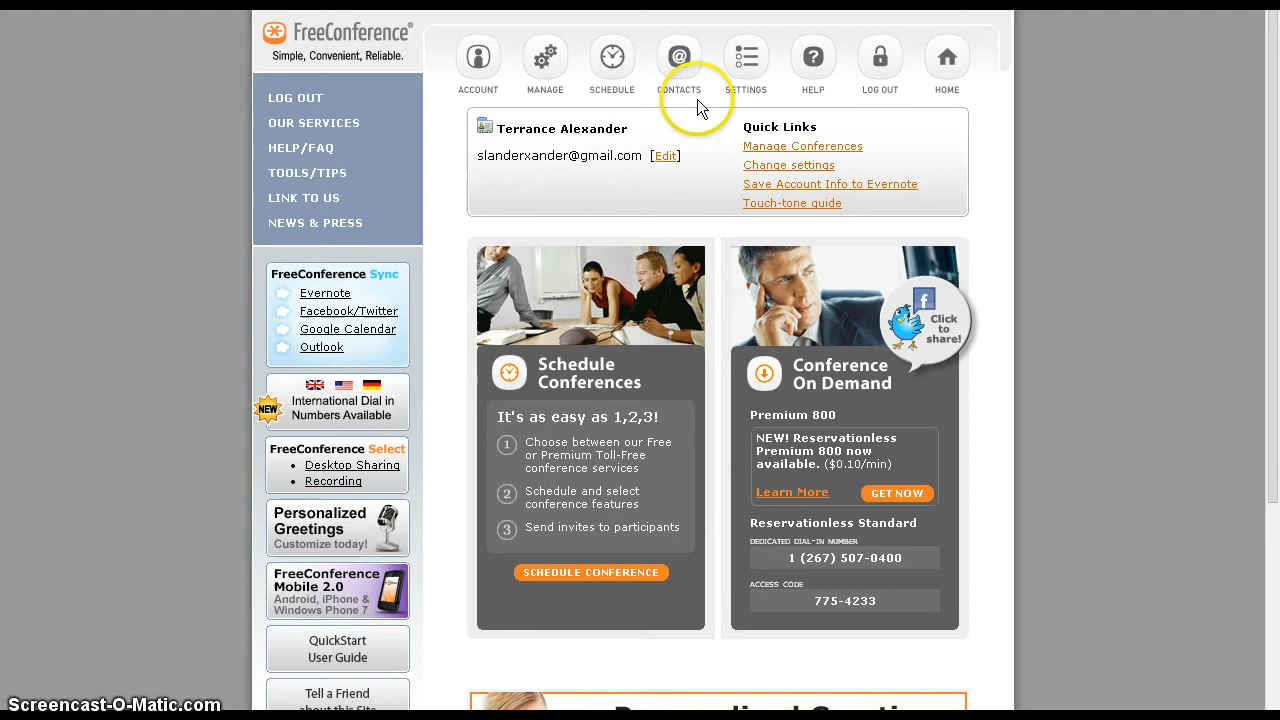 FreeConference®
Simple, Convenient, Reliable.
ACCOUNT
MANAGE
SCHEDULE
CONTACTS
SETTINGS
HELP
LOG OUT
HOME
LOG OUT
OUR SERVICES
HELP/FAQ
TOOLS/TIPS
LINK TO US
NEWS & PRESS
Terrance Alexander
slanderxander@gmail.com [Edit]
Quick Links
Manage Conferences
Change settings
Save Account Info to Evernote
Touch-tone guide
FreeConference Sync
Evernote
Facebook/Twitter
Google Calendar
Outlook
NEW
International Dial in
Numbers Available
FreeConference Select
Desktop Sharing
Recording
Personalized
Greetings
Customize today!
FreeConference
Mobile 2.0
Android, iPhone &
Windows Phone 7
QuickStart
User Guide
Tell a Friend
about this Site
Schedule
Conferences
It's as easy as 1,2,3!
1 Choose between our Free
or Premium Toll-Free
conference services
2 Schedule and select
conference features
3 Send invites to participants
SCHEDULE CONFERENCE
f
Click
to
share!
Conference
On Demand
Premium 800
NEW! Reservationless
Premium 800 now
available. ($0.10/min)
Learn More
GET NOW
Reservationless Standard
DEDICATED DIAL-IN NUMBER
1 (267) 507-0400
ACCESS CODE
775-4233
Screencast-O-Matic.com